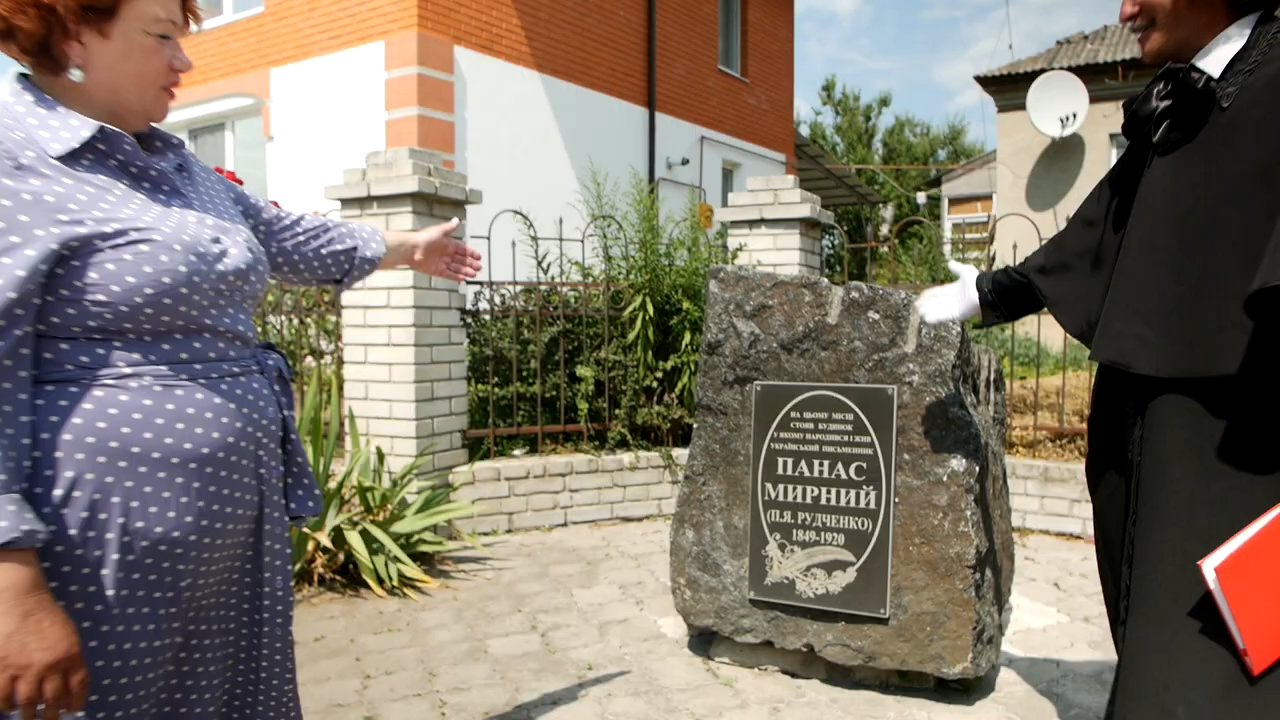 НА ЦЬОМУ МІСЦІ
СТОЯВ БУДИНОК
У ЯКОМУ НАРОДИВСЯ І ЖИВ
УКРАЇНСЬКИЙ ПИСЬМЕННИК
ПАНАС
МИРНИЙ
(П.Я. РУДЧЕНКО)
1849-1920